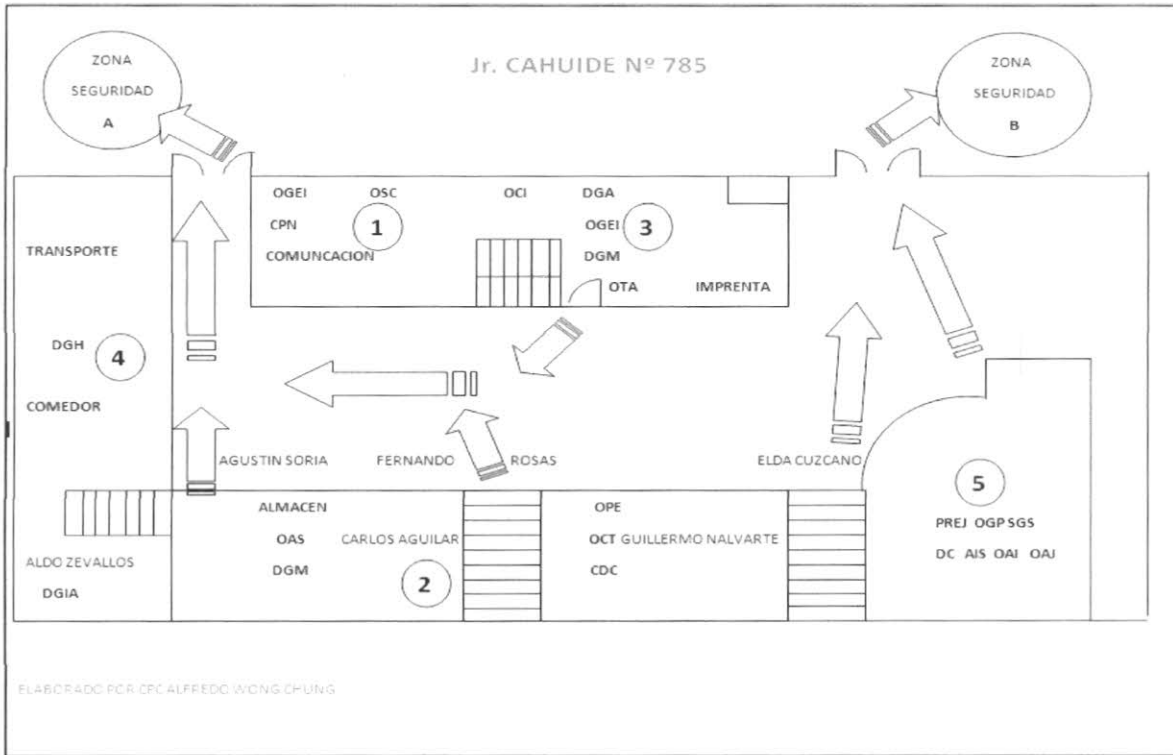 Jr. CAHUIDE Nº 785
ZONA
SEGURIDAD
A
ZONA
SEGURIDAD
B
OGEI OSC OCI DGA
CPN 1 OGEI 3
COMUNCACION DGM
OTA IMPRENTA
TRANSPORTE
DGH 4
COMEDOR
AGUSTIN SORIA FERNANDO ROSAS ELDA CUZCANO
ALMACEN OPE
OAS CARLOS AGUILAR OCT GUILLERMO NALVARTE
DGM 2 CDC
5
PREJ OGP SGS
DC AIS OAI OAJ
ALDO ZEVALLOS
DGIA
ELABORADO POR CPC ALFREDO WONG CHUNG